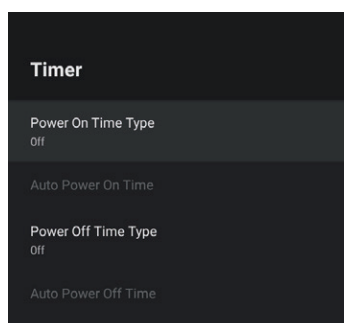 Timer
Power On Time Type
Off
Auto Power On Time
Power Off Time Type
Off
Auto Power Off Time